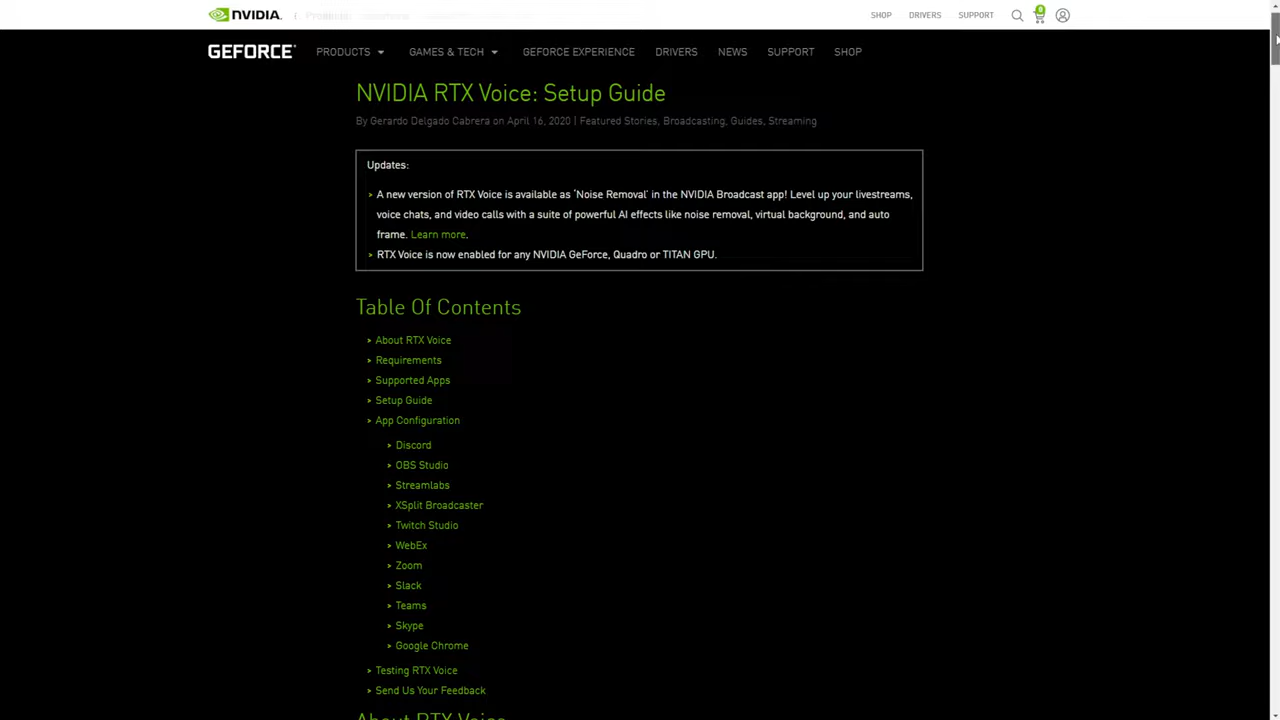 NVIDIA.
SHOP DRIVERS SUPPORT 0
GEFORCE PRODUCTS GAMES & TECH GEFORCE EXPERIENCE DRIVERS NEWS SUPPORT SHOP
NVIDIA RTX Voice: Setup Guide
By Gerardo Delgado Cabrera on April 16, 2020 | Featured Stories, Broadcasting, Guides, Streaming
Updates:
A new version of RTX Voice is available as 'Noise Removal' in the NVIDIA Broadcast app! Level up your livestreams,
voice chats, and video calls with a suite of powerful AI effects like noise removal, virtual background, and auto
frame. Learn more.
RTX Voice is now enabled for any NVIDIA GeForce, Quadro or TITAN GPU.
Table Of Contents
About RTX Voice
Requirements
Supported Apps
Setup Guide
App Configuration
Discord
OBS Studio
Streamlabs
XSplit Broadcaster
Twitch Studio
WebEx
Zoom
Slack
Teams
Skype
Google Chrome
Testing RTX Voice
Send Us Your Feedback
About RTX Voice